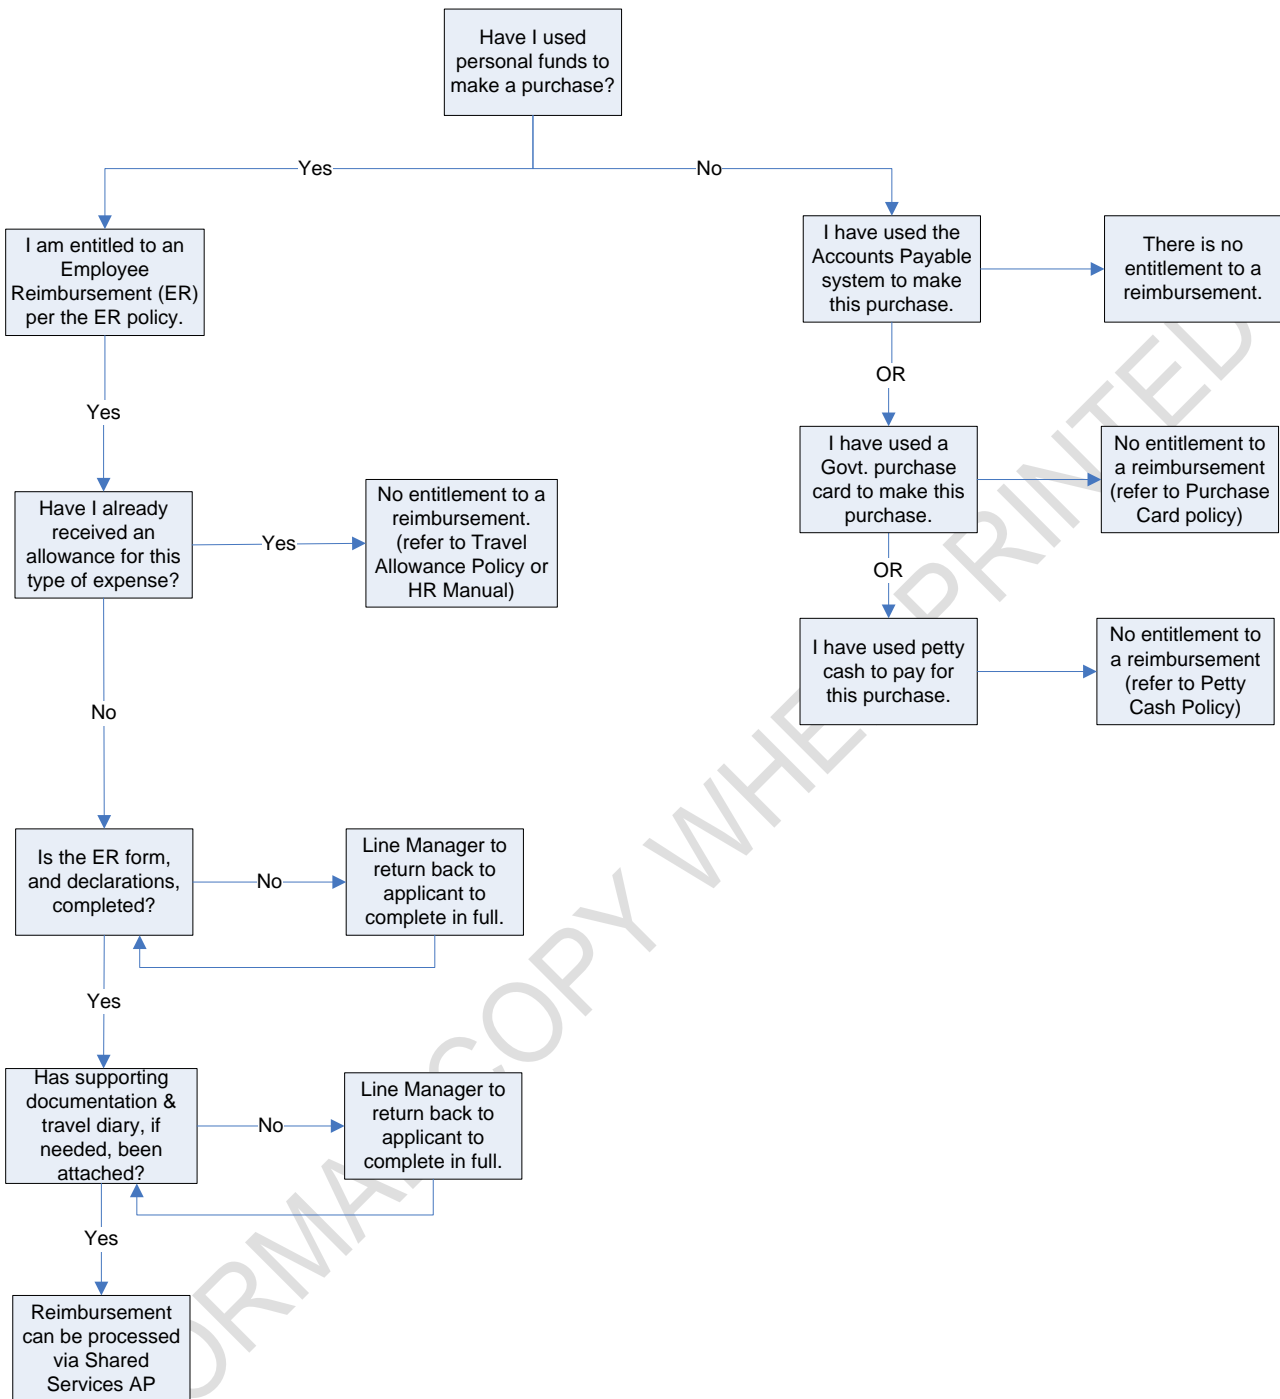 Have I used
personal funds to
make a purchase?
Yes
No
I am entitled to an
Employee
Reimbursement (ER)
per the ER policy.
I have used the
Accounts Payable
system to make
this purchase.
There is no
entitlement to a
reimbursement.
OR
Yes
I have used a
Govt. purchase
card to make this
purchase.
No entitlement to
a reimbursement
(refer to Purchase
Card policy)
Have I already
received an
allowance for this
type of expense?
Yes
No entitlement to a
reimbursement.
(refer to Travel
Allowance Policy or
HR Manual)
OR
I have used petty
cash to pay for
this purchase.
No entitlement to
a reimbursement
(refer to Petty
Cash Policy)
No
Is the ER form,
and declarations,
completed?
No
Line Manager to
return back to
applicant to
complete in full.
Yes
Has supporting
documentation &
travel diary, if
needed, been
attached?
No
Line Manager to
return back to
applicant to
complete in full.
Yes
Reimbursement
can be processed
via Shared
Services AP
COPY WHEN PRINTED